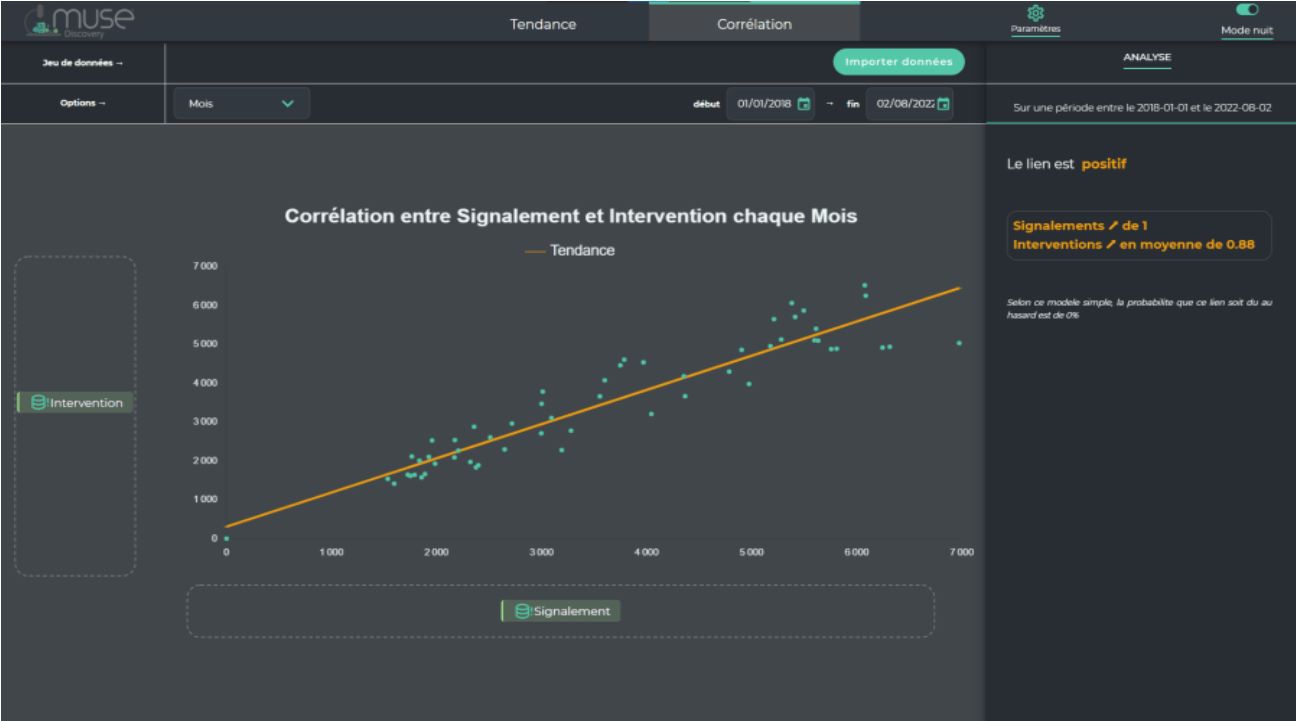 muse
Discovery
Tendance
Corrélation
Paramètres
Mode nuit
Jeu de données →
Importer données
ANALYSE
Options →
Mois
début 01/01/2018 → fin 02/08/2022
Sur une période entre le 2018-01-01 et le 2022-08-02
Le lien est positif
Signalements ↗ de 1
Interventions ↗ en moyenne de 0.88
Selon ce modele simple, la probabilite que ce lien soit du au
hasard est de 0%
Corrélation entre Signalement et Intervention chaque Mois
Tendance
7 000
6 000
5 000
4 000
3 000
2 000
1 000
0
0 1 000 2 000 3 000 4 000 5 000 6 000 7 000
Intervention
Signalement